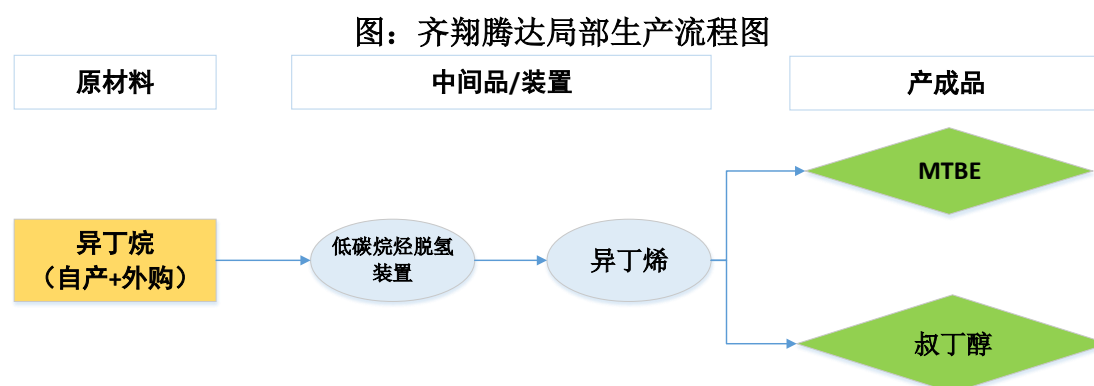 图：齐翔腾达局部生产流程图
原材料
中间品/装置
产成品
MTBE
异丁烷
（自产+外购）
低碳烷烃脱氢
装置
异丁烯
叔丁醇